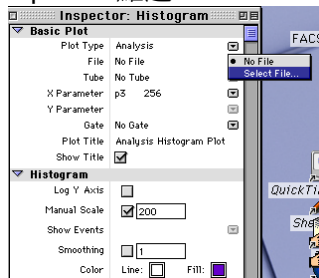 Inspector: Histogram
Basic Plot
Plot Type Analysis
File No File
No File
Select File...
Tube No Tube
X Parameter p3 256
Y Parameter
Gate No Gate
Plot Title Analysis Histogram Plot
Show Title
Histogram
Log Y Axis
Manual Scale 200
Show Events
Smoothing 1
Color Line: Fill:
FACS
QuickTi
She